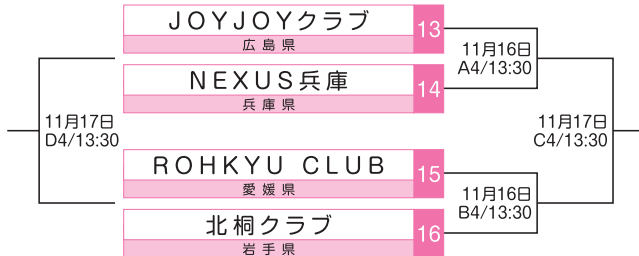 JOYJOYクラブ
広島県
13
NEXUS兵庫
兵庫県
14
11月16日
A4/13:30
11月17日
D4/13:30
11月17日
C4/13:30
ROHKYU CLUB
愛媛県
15
北桐クラブ
岩手県
16
11月16日
B4/13:30